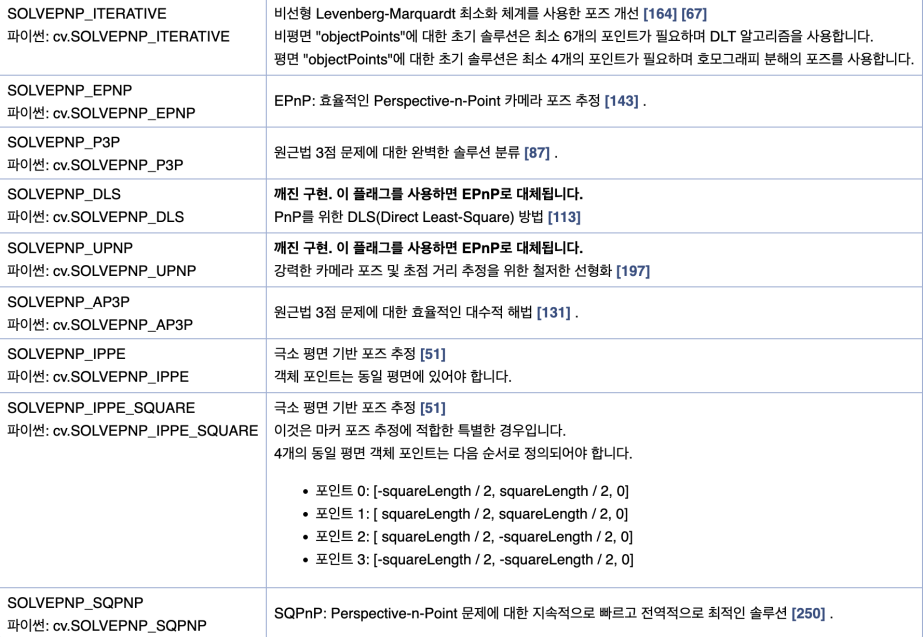 SOLVEPNP_ITERATIVE
파이썬: cv.SOLVEPNP_ITERATIVE
비선형 Levenberg-Marquardt 최소화 체계를 사용한 포즈 개선 [164] [67]
비평면 "objectPoints"에 대한 초기 솔루션은 최소 6개의 포인트가 필요하며 DLT 알고리즘을 사용합니다.
평면 "objectPoints"에 대한 초기 솔루션은 최소 4개의 포인트가 필요하며 호모그래피 분해의 포즈를 사용합니다.
SOLVEPNP_EPNP
파이썬: cv.SOLVEPNP_EPNP
EPnP: 효율적인 Perspective-n-Point 카메라 포즈 추정 [143] .
SOLVEPNP_P3P
파이썬: cv.SOLVEPNP_P3P
원근법 3점 문제에 대한 완벽한 솔루션 분류 [87] .
SOLVEPNP_DLS
파이썬: cv.SOLVEPNP_DLS
깨진 구현. 이 플래그를 사용하면 EPnP로 대체됩니다.
PnP를 위한 DLS(Direct Least-Square) 방법 [113]
SOLVEPNP_UPNP
파이썬: cv.SOLVEPNP_UPNP
깨진 구현. 이 플래그를 사용하면 EPnP로 대체됩니다.
강력한 카메라 포즈 및 초점 거리 추정을 위한 철저한 선형화 [197]
SOLVEPNP_AP3P
파이썬: cv.SOLVEPNP_AP3P
원근법 3점 문제에 대한 효율적인 대수적 해법 [131] .
SOLVEPNP_IPPE
파이썬: cv.SOLVEPNP_IPPE
극소 평면 기반 포즈 추정 [51]
객체 포인트는 동일 평면에 있어야 합니다.
SOLVEPNP_IPPE_SQUARE
파이썬: cv.SOLVEPNP_IPPE_SQUARE
극소 평면 기반 포즈 추정 [51]
이것은 마커 포즈 추정에 적합한 특별한 경우입니다.
4개의 동일 평면 객체 포인트는 다음 순서로 정의되어야 합니다.
• 포인트 0: [-squareLength / 2, squareLength / 2, 0]
• 포인트 1: [ squareLength / 2, squareLength / 2, 0]
• 포인트 2: [ squareLength / 2, -squareLength / 2, 0]
• 포인트 3: [-squareLength / 2, -squareLength / 2, 0]
SOLVEPNP_SQPNP
파이썬: cv.SOLVEPNP_SQPNP
SQPnP: Perspective-n-Point 문제에 대한 지속적으로 빠르고 전역적으로 최적인 솔루션 [250] .